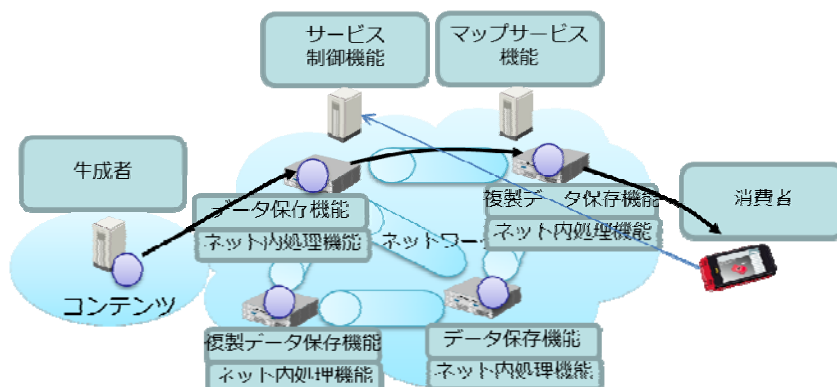 サービス
制御機能
マップサービス
機能
生成者
消費者
データ保存機能
ネット内処理機能
複製データ保存機能
ネット内処理機能
ネットワーク
コンテンツ
複製データ保存機能
ネット内処理機能
データ保存機能
ネット内処理機能